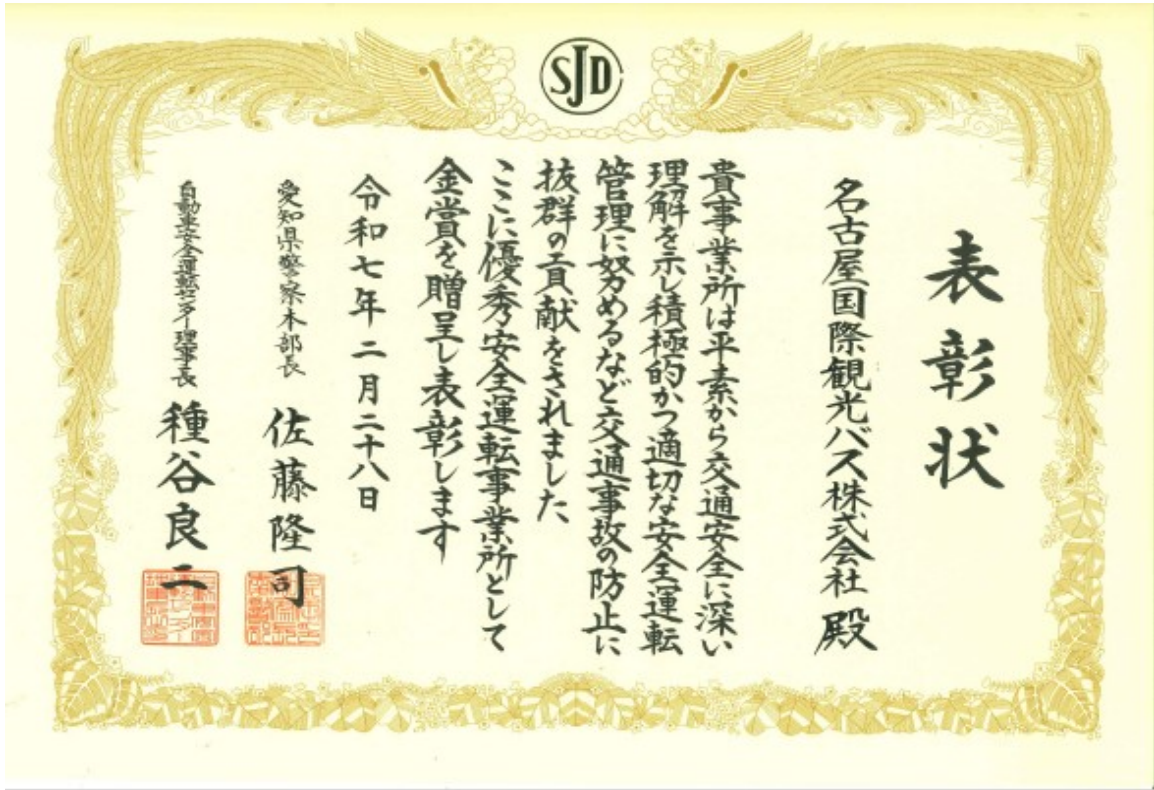 SJD
表彰状
名古屋国際観光バス株式会社 殿
貴事業所は平素から交通安全に深い
理解を示し積極的かつ適切な安全運転
管理に努めるなど交通事故の防止に
抜群の貢献をされました
ここに優秀安全運転事業所として
金賞を贈呈し表彰します
令和七年二月二十八日
愛知県警察本部長 佐藤隆司
自動車安全運転センター理事長 種谷良二